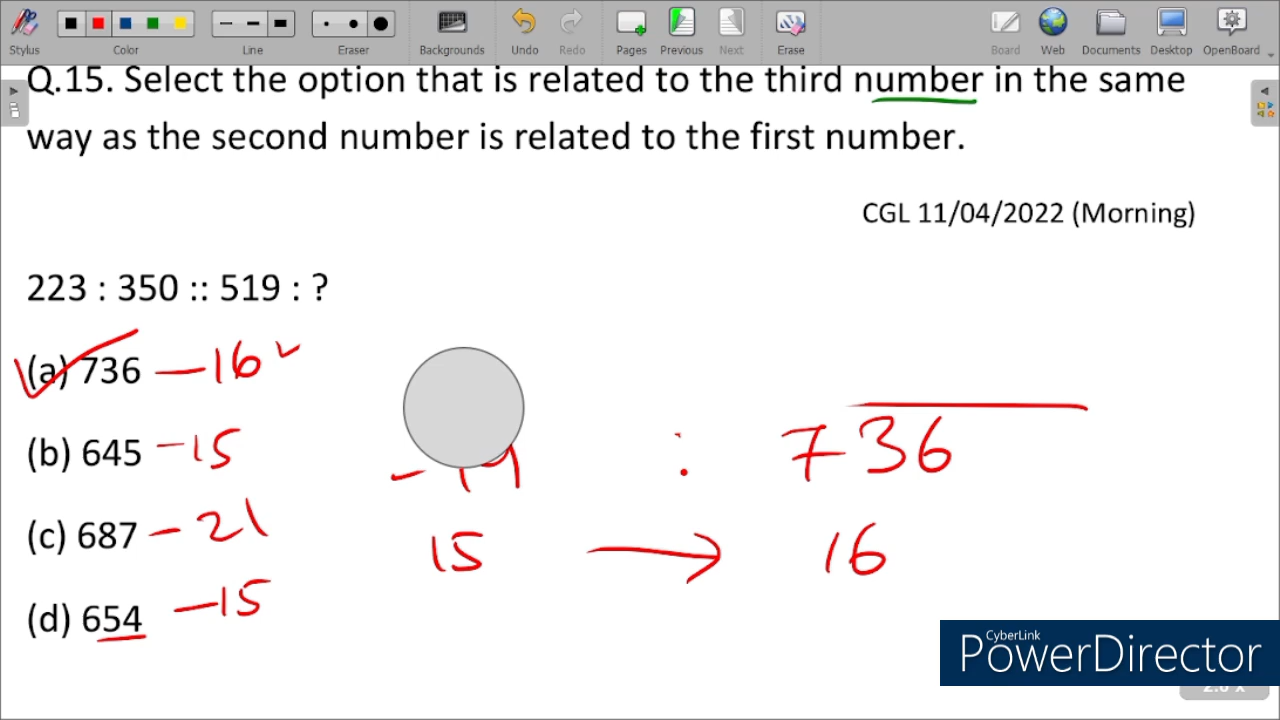 Stylus Color Line Eraser Backgrounds Undo Redo Pages Previous Next Erase Board Web Documents Desktop OpenBoard
Q.15. Select the option that is related to the third number in the same
way as the second number is related to the first number.
CGL 11/04/2022 (Morning)
223 : 350 :: 519 : ?
(a) 736 – 16
(b) 645 – 15
(c) 687 – 21
(d) 654 – 15
: 736
15 → 16
CyberLink
PowerDirector